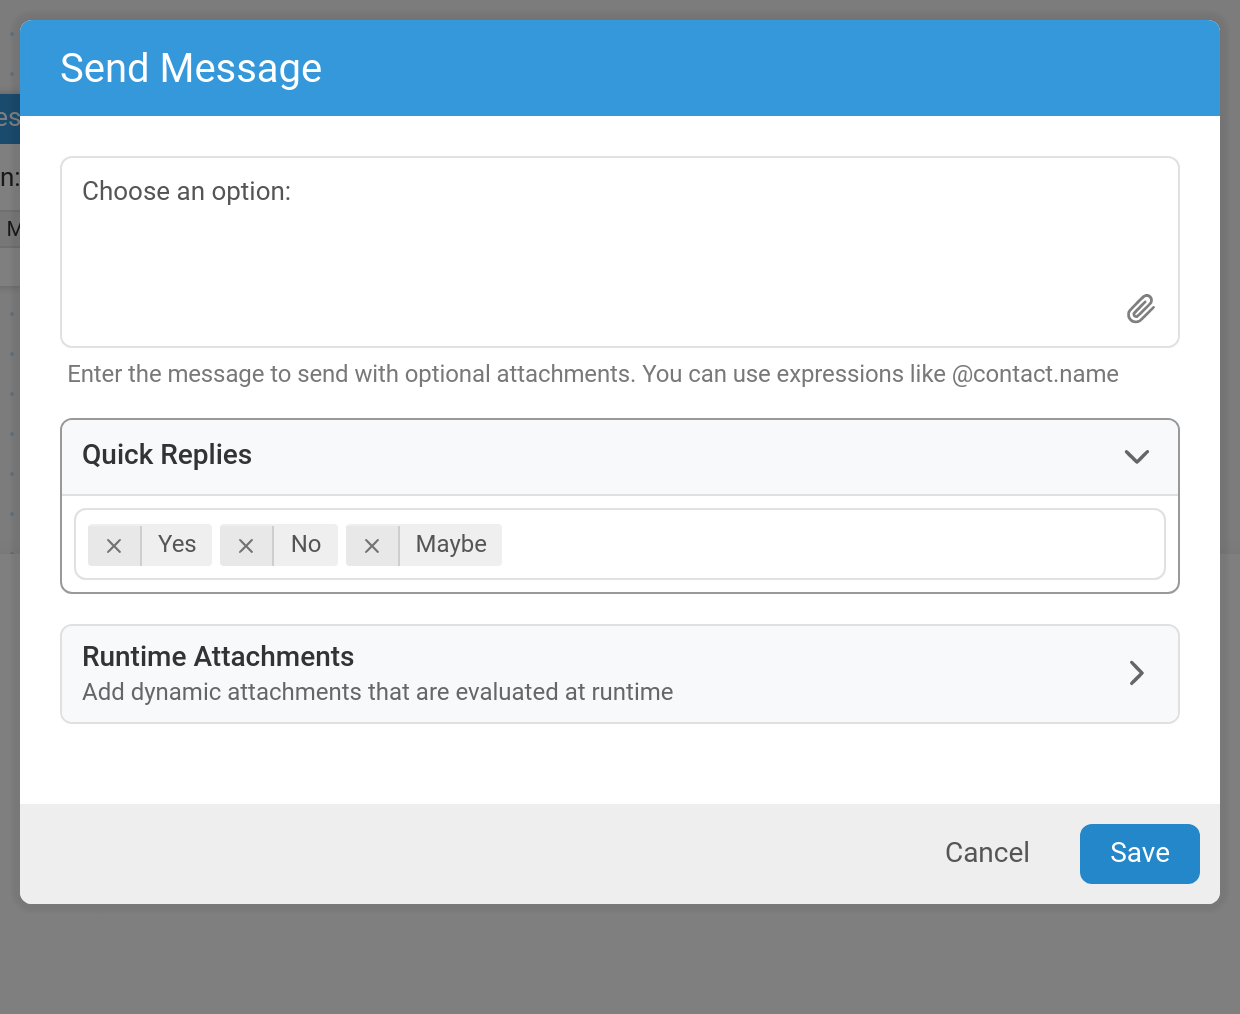 Send Message
es
n:
M
Choose an option:
Enter the message to send with optional attachments. You can use expressions like @contact.name
Quick Replies
Yes No Maybe
Runtime Attachments
Add dynamic attachments that are evaluated at runtime
Cancel Save